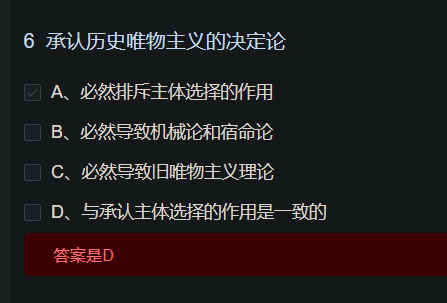 6 承认历史唯物主义的决定论
A、必然排斥主体选择的作用
B、必然导致机械论和宿命论
C、必然导致旧唯物主义理论
D、与承认主体选择的作用是一致的
答案是D